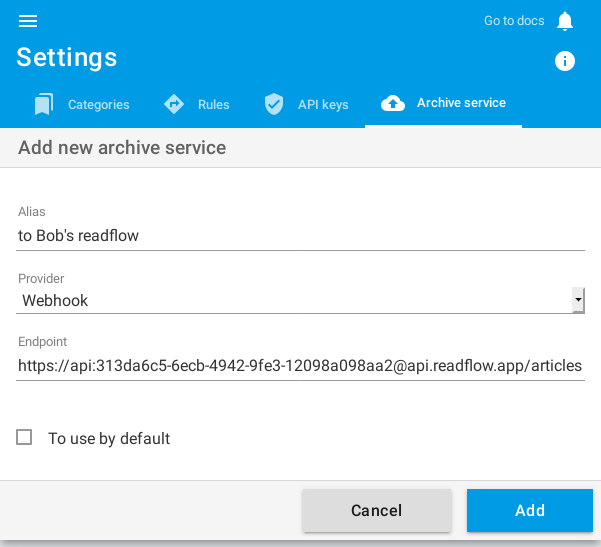 Go to docs
Settings
Categories
Rules
API keys
Archive service
Add new archive service
Alias
to Bob's readflow
Provider
Webhook
Endpoint
https://api:313da6c5-6ecb-4942-9fe3-12098a098aa2@api.readflow.app/articles
To use by default
Cancel
Add